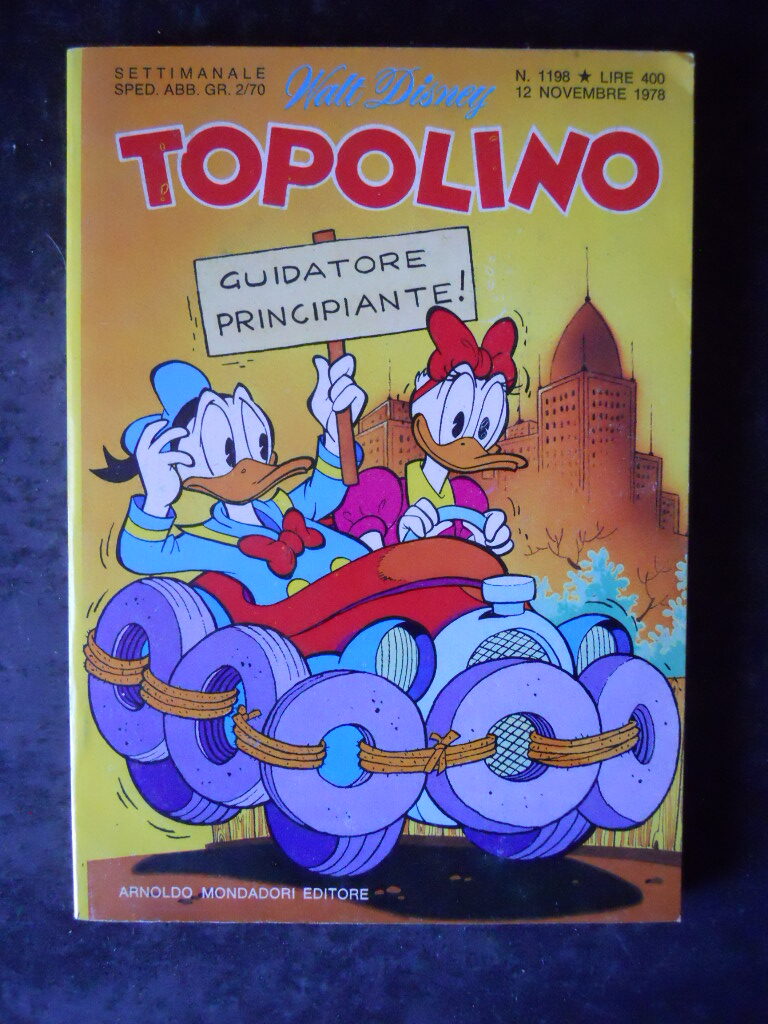 SETTIMANALE
SPED. ABB. GR. 2/70
Walt Disney
N. 1198 ★ LIRE 400
12 NOVEMBRE 1978
TOPOLINO
GUIDATORE
PRINCIPIANTE!
ARNOLDO MONDADORI EDITORE